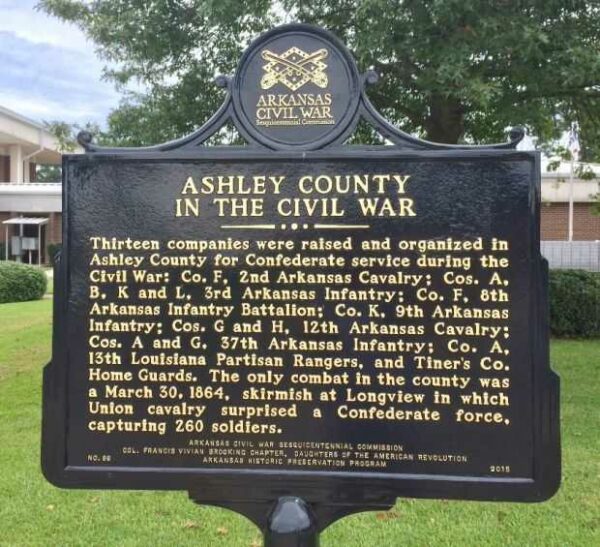 ARKANSAS
CIVIL WAR
Sesquicentennial Commission
ASHLEY COUNTY
IN THE CIVIL WAR
Thirteen companies were raised and organized in
Ashley County for Confederate service during the
Civil War: Co. F, 2nd Arkansas Cavalry; Cos. A,
B, K and L, 3rd Arkansas Infantry; Co. F, 8th
Arkansas Infantry Battalion; Co. K, 9th Arkansas
Infantry; Cos. G and H, 12th Arkansas Cavalry;
Cos. A and G, 37th Arkansas Infantry; Co. A,
13th Louisiana Partisan Rangers, and Tiner's Co.
Home Guards. The only combat in the county was
a March 30, 1864, skirmish at Longview in which
Union cavalry surprised a Confederate force,
capturing 260 soldiers.
ARKANSAS CIVIL WAR SESQUICENTENNIAL COMMISSION
COL. FRANCIS VIVIAN BROOKING CHAPTER, DAUGHTERS OF THE AMERICAN REVOLUTION
NO. ARKANSAS HISTORIC PRESERVATION PROGRAM 2015